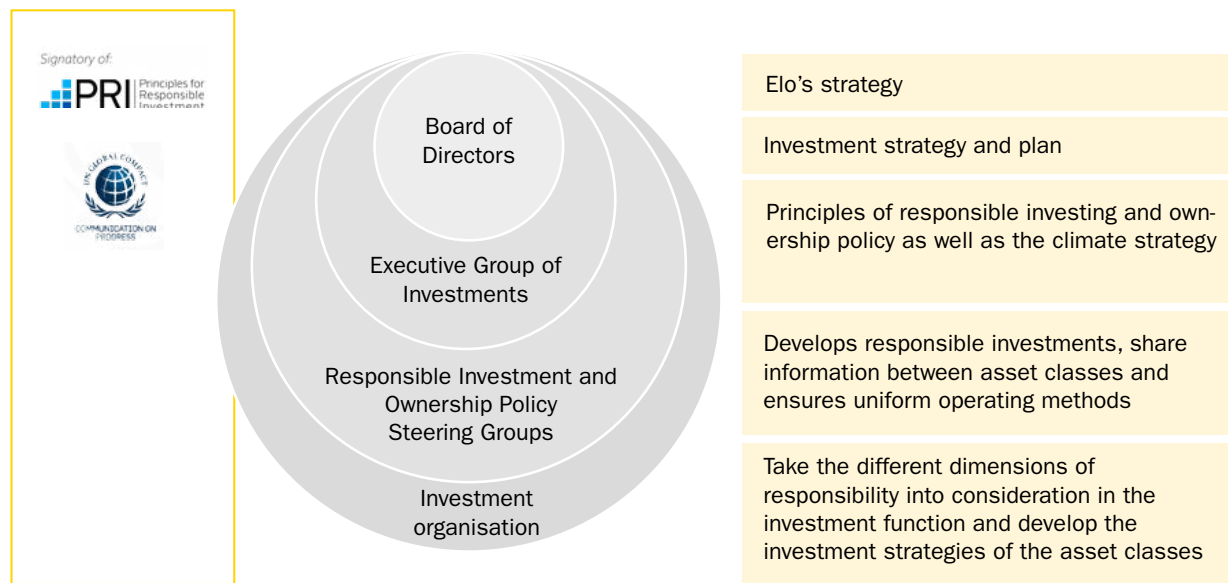 Signatory of:
PRI
Principles for
Responsible
Investment
UN GLOBAL COMPACT
COMMUNICATION ON
PROGRESS
Board of
Directors
Executive Group of
Investments
Responsible Investment and
Ownership Policy
Steering Groups
Investment
organisation
Elo’s strategy
Investment strategy and plan
Principles of responsible investing and own-
ership policy as well as the climate strategy
Develops responsible investments, share
information between asset classes and
ensures uniform operating methods
Take the different dimensions of
responsibility into consideration in the
investment function and develop the
investment strategies of the asset classes